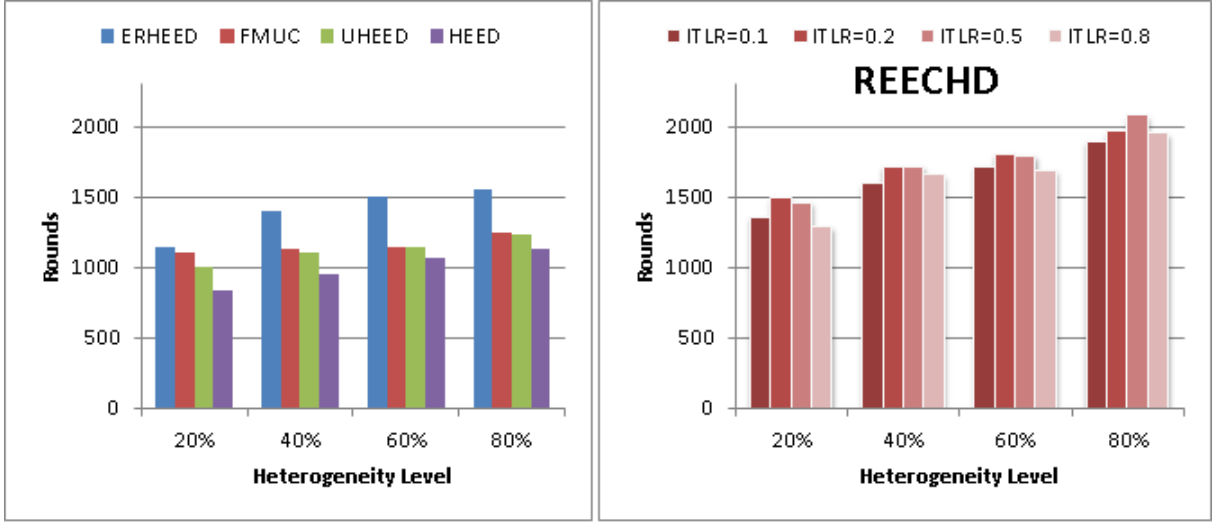 ERHEED FMUC UHEED HEED
2000
1500
1000
500
0
Rounds
20% 40% 60% 80%
Heterogeneity Level
ITLR=0.1 ITLR=0.2 ITLR=0.5 ITLR=0.8
REECHD
2000
1500
1000
500
0
Rounds
20% 40% 60% 80%
Heterogeneity Level